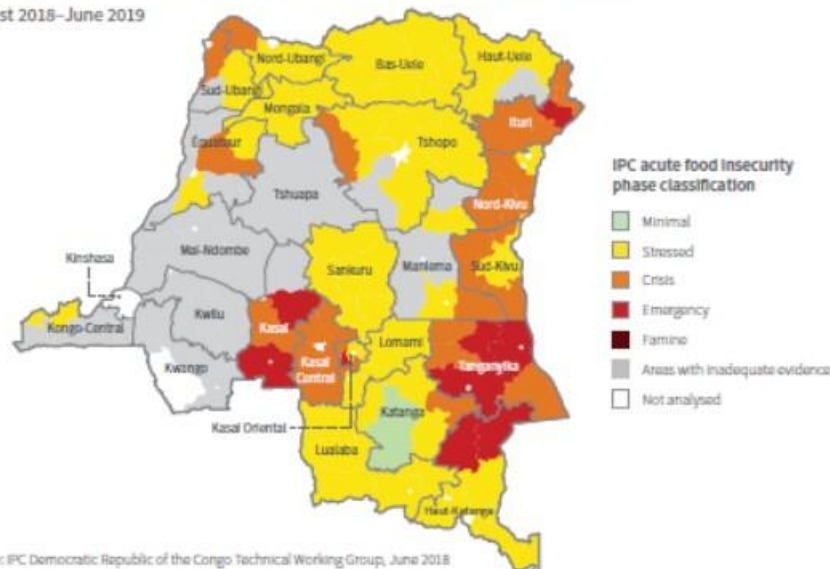 st 2018–June 2019
Nord-Ubangi
Bas-Uele
Haut-Uele
Sud-Ubangi
Mongala
Ituri
Équateur
Tshopo
Tshuapa
Nord-Kivu
Kinshasa
Mai-Ndombe
Sankuru
Maniema
Sud-Kivu
Kongo-Central
Kwilu
Kasai
Lomami
Kwango
Kasai
Central
Tanganyika
Katanga
Kasai Oriental
Lualaba
Haut-Katanga
IPC acute food insecurity
phase classification
Minimal
Stressed
Crisis
Emergency
Famine
Areas with inadequate evidence
Not analysed
: IPC Democratic Republic of the Congo Technical Working Group, June 2018